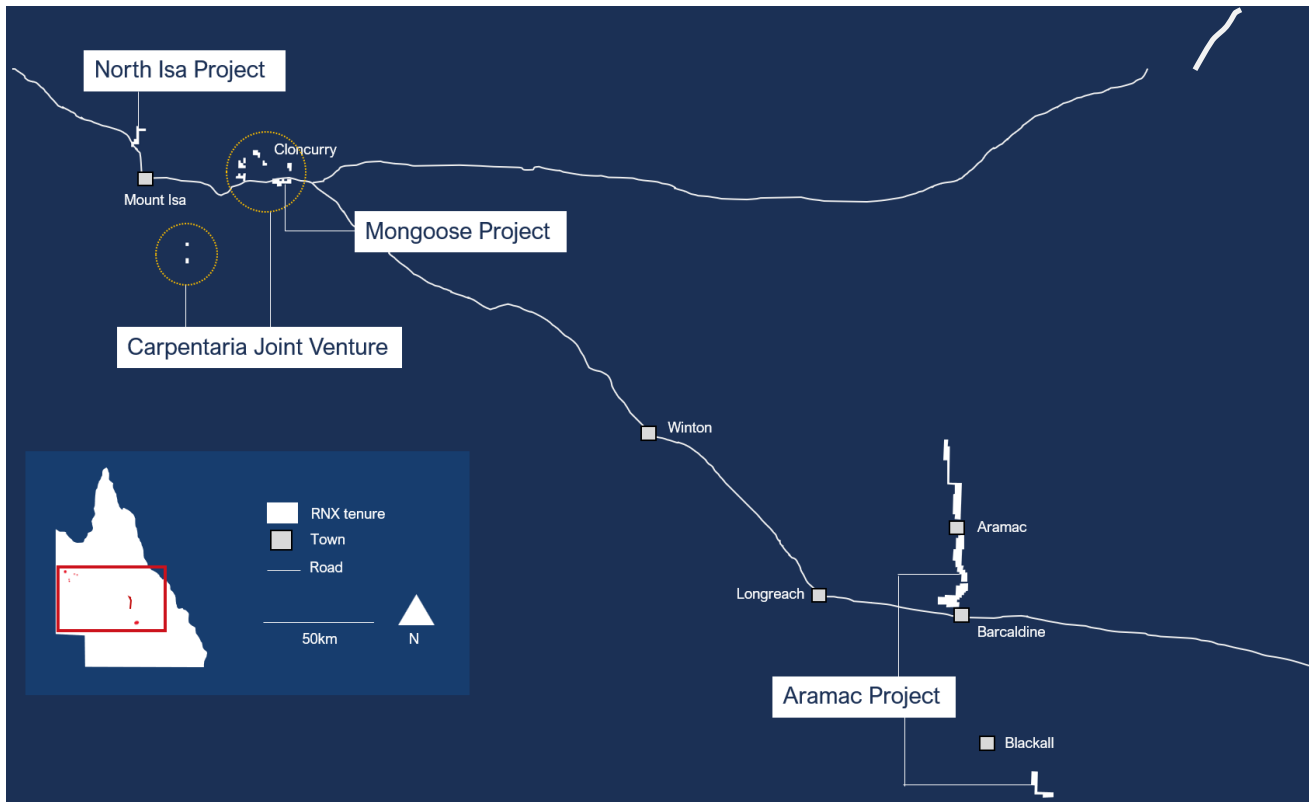 North Isa Project
Cloncurry
Mount Isa
Mongoose Project
Carpentaria Joint Venture
Winton
RNX tenure
Town
Road
50km
N
Aramac
Longreach
Barcaldine
Aramac Project
Blackall